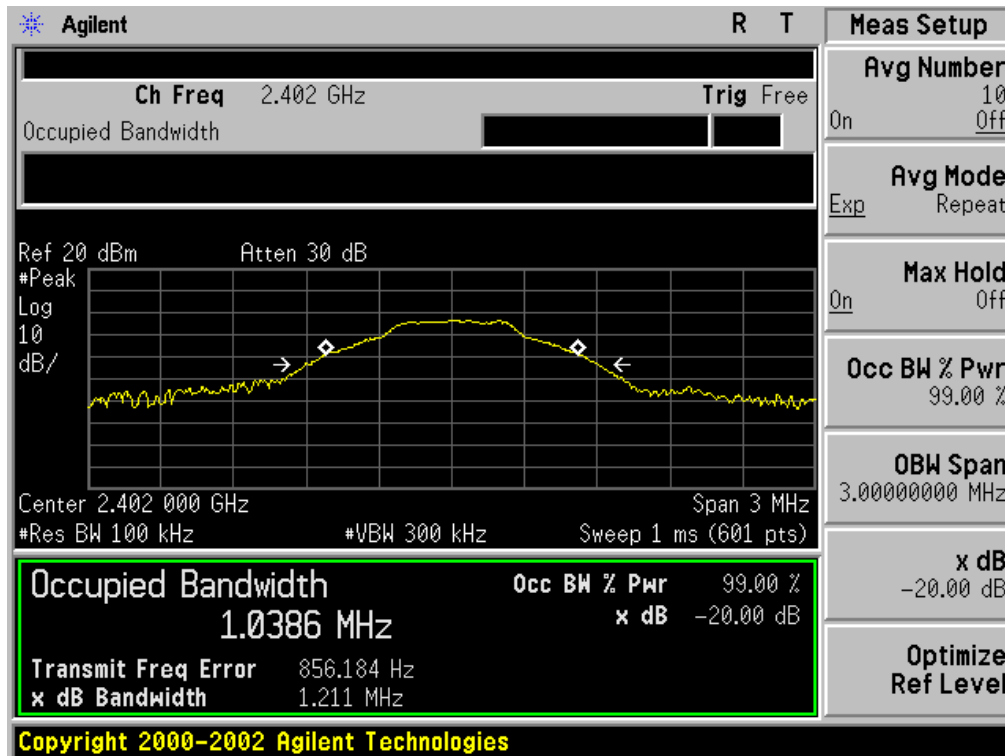 Agilent R T Meas Setup
Ch Freq 2.402 GHz Trig Free
Occupied Bandwidth
Avg Number
10
On Off
Avg Mode
Exp Repeat
Max Hold
On Off
Occ BW % Pwr
99.00 %
OBW Span
3.00000000 MHz
x dB
-20.00 dB
Optimize
Ref Level
Ref 20 dBm Atten 30 dB
#Peak
Log
10
dB/
Center 2.402 000 GHz Span 3 MHz
#Res BW 100 kHz #VBW 300 kHz Sweep 1 ms (601 pts)
Occupied Bandwidth Occ BW % Pwr 99.00 %
1.0386 MHz x dB -20.00 dB
Transmit Freq Error 856.184 Hz
x dB Bandwidth 1.211 MHz
Copyright 2000-2002 Agilent Technologies